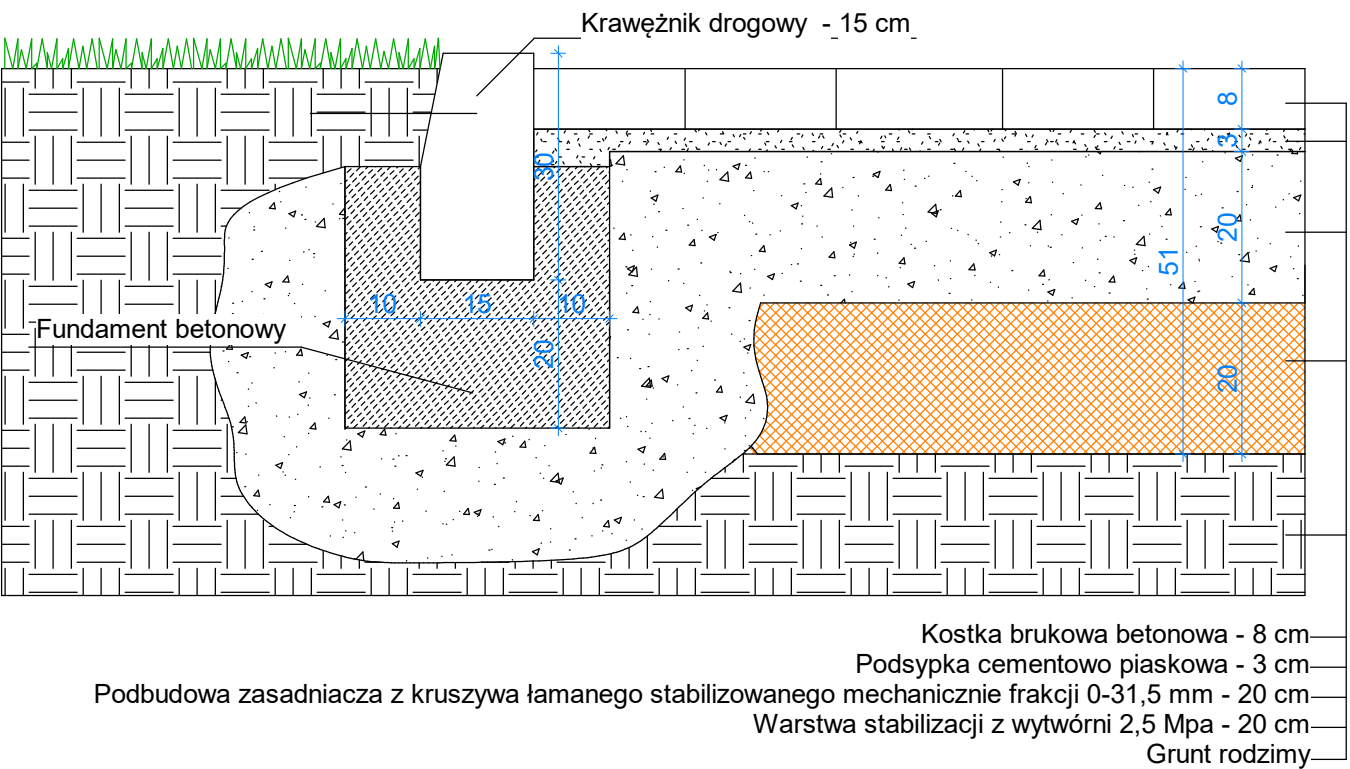 Krawężnik drogowy - 15 cm
8
3
30
20
51
10 15 10
Fundament betonowy
20
20
Kostka brukowa betonowa - 8 cm
Podsypka cementowo piaskowa - 3 cm
Podbudowa zasadniacza z kruszywa łamanego stabilizowanego mechanicznie frakcji 0-31,5 mm - 20 cm
Warstwa stabilizacji z wytwórni 2,5 Mpa - 20 cm
Grunt rodzimy